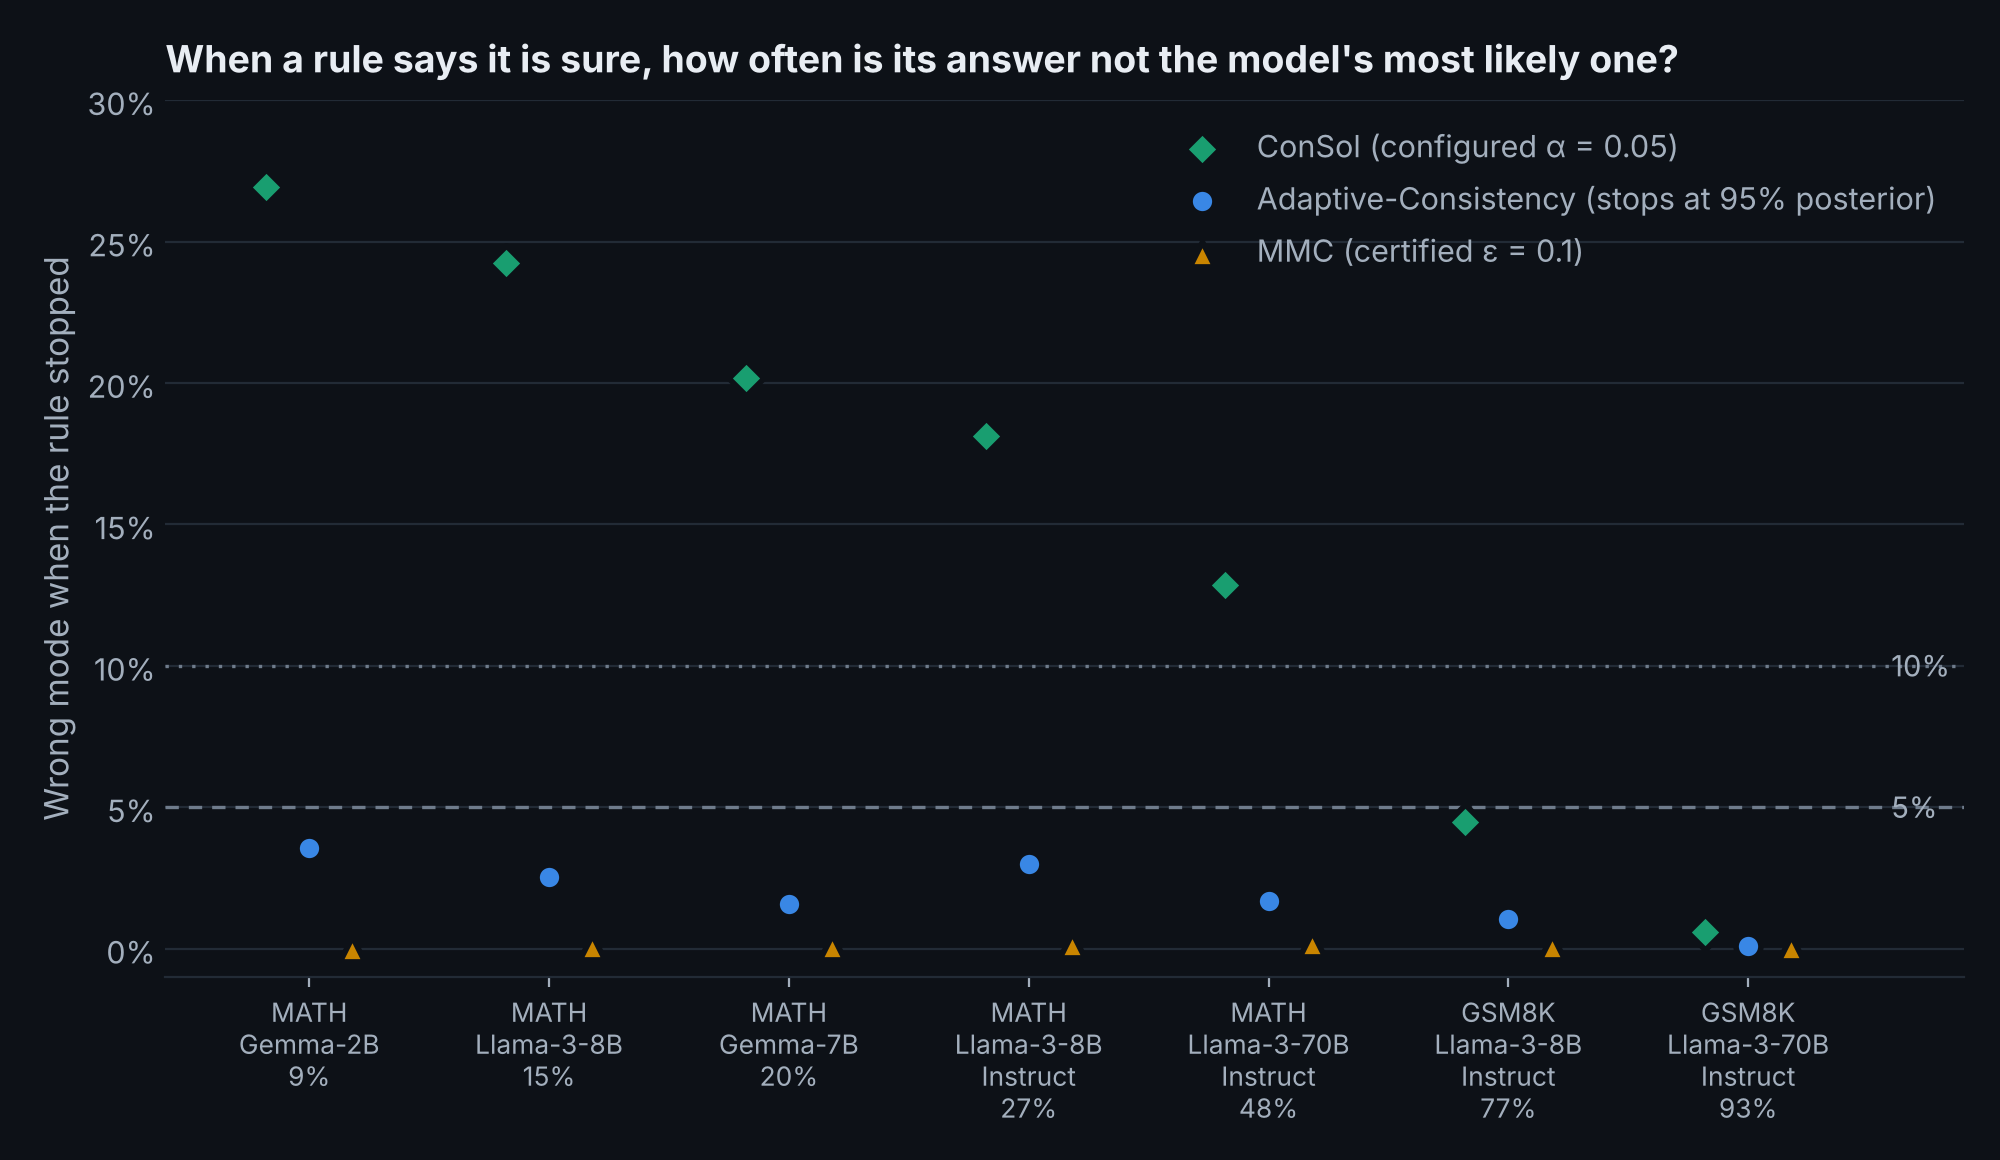 When a rule says it is sure, how often is its answer not the model's most likely one?
30%
25%
20%
15%
10%
5%
0%
Wrong mode when the rule stopped
ConSol (configured α = 0.05)
Adaptive-Consistency (stops at 95% posterior)
MMC (certified ε = 0.1)
10%
5%
MATH
Gemma-2B
9%
MATH
Llama-3-8B
15%
MATH
Gemma-7B
20%
MATH
Llama-3-8B
Instruct
27%
MATH
Llama-3-70B
Instruct
48%
GSM8K
Llama-3-8B
Instruct
77%
GSM8K
Llama-3-70B
Instruct
93%